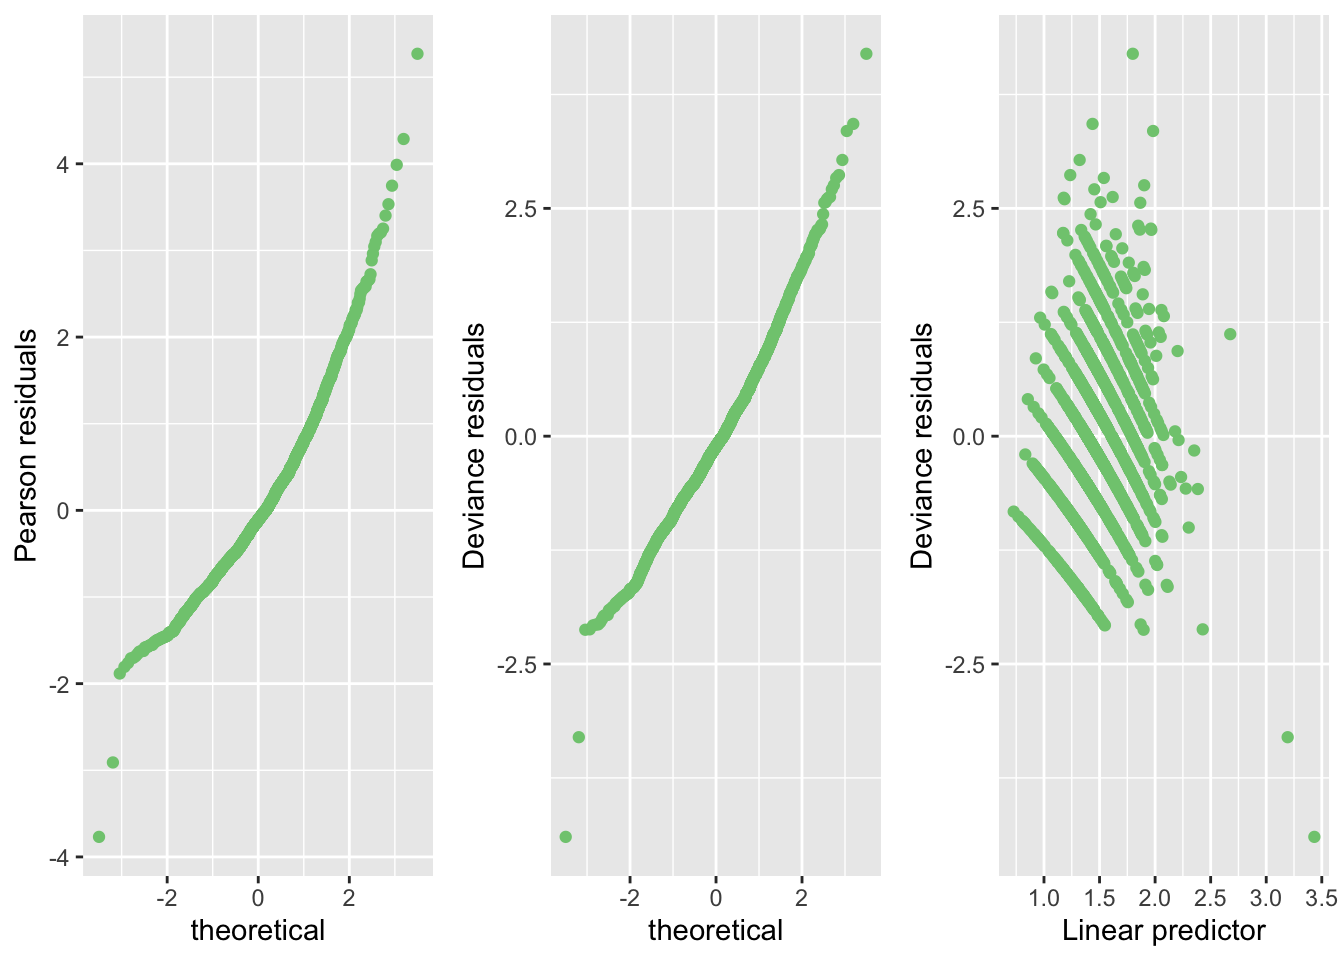 Pearson residuals
4
2
0
-2
-4
-2 0 2
theoretical
Deviance residuals
2.5
0.0
-2.5
-2 0 2
theoretical
Deviance residuals
2.5
0.0
-2.5
1.0 1.5 2.0 2.5 3.0 3.5
Linear predictor